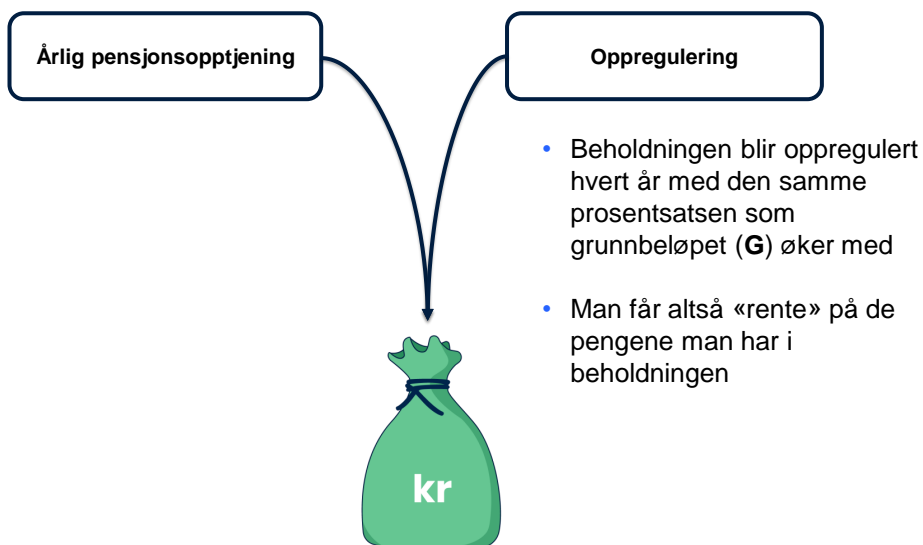 Årlig pensjonsopptjening
Oppregulering
• Beholdningen blir oppregulert
hvert år med den samme
prosentsatsen som
grunnbeløpet (G) øker med
• Man får altså «rente» på de
pengene man har i
beholdningen
kr